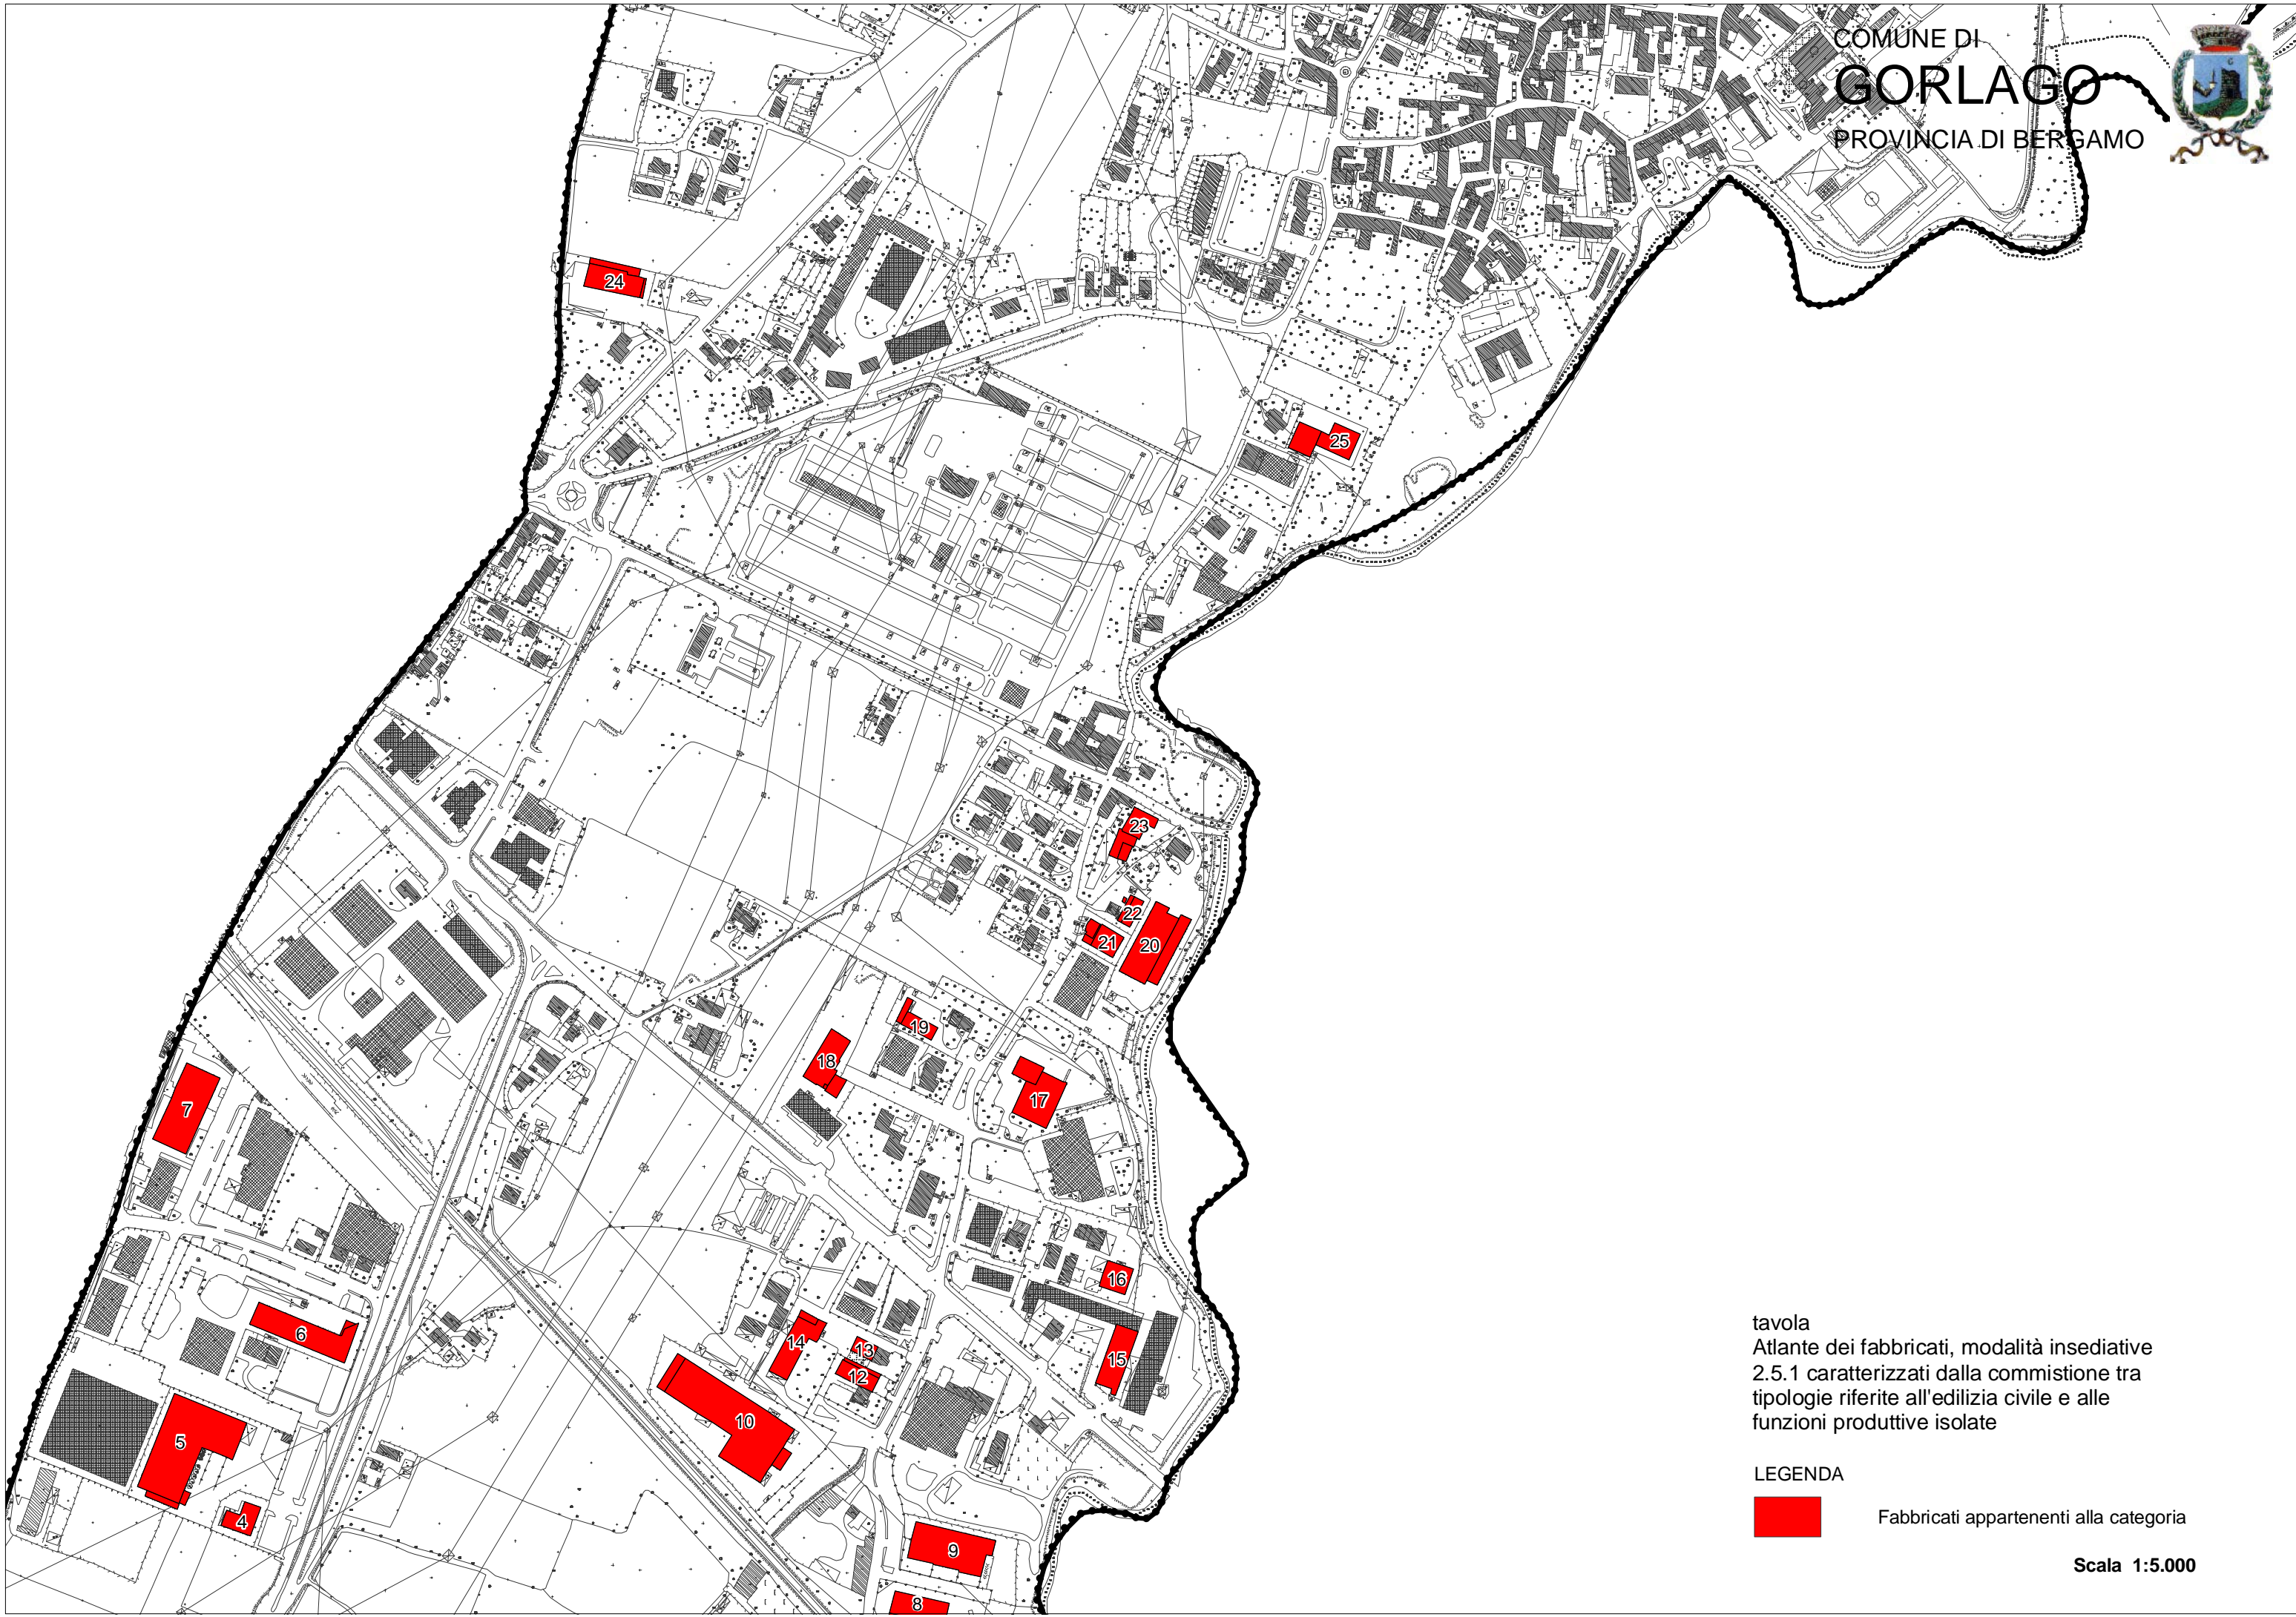 COMUNE DI
GORLAGO
PROVINCIA DI BERGAMO
24
25
23
22
21
20
19
18
17
7
16
6
14
13
15
12
10
5
4
9
8
tavola
Atlante dei fabbricati, modalità insediative
2.5.1 caratterizzati dalla commistione tra
tipologie riferite all'edilizia civile e alle
funzioni produttive isolate
LEGENDA
Fabbricati appartenenti alla categoria
Scala 1:5.000